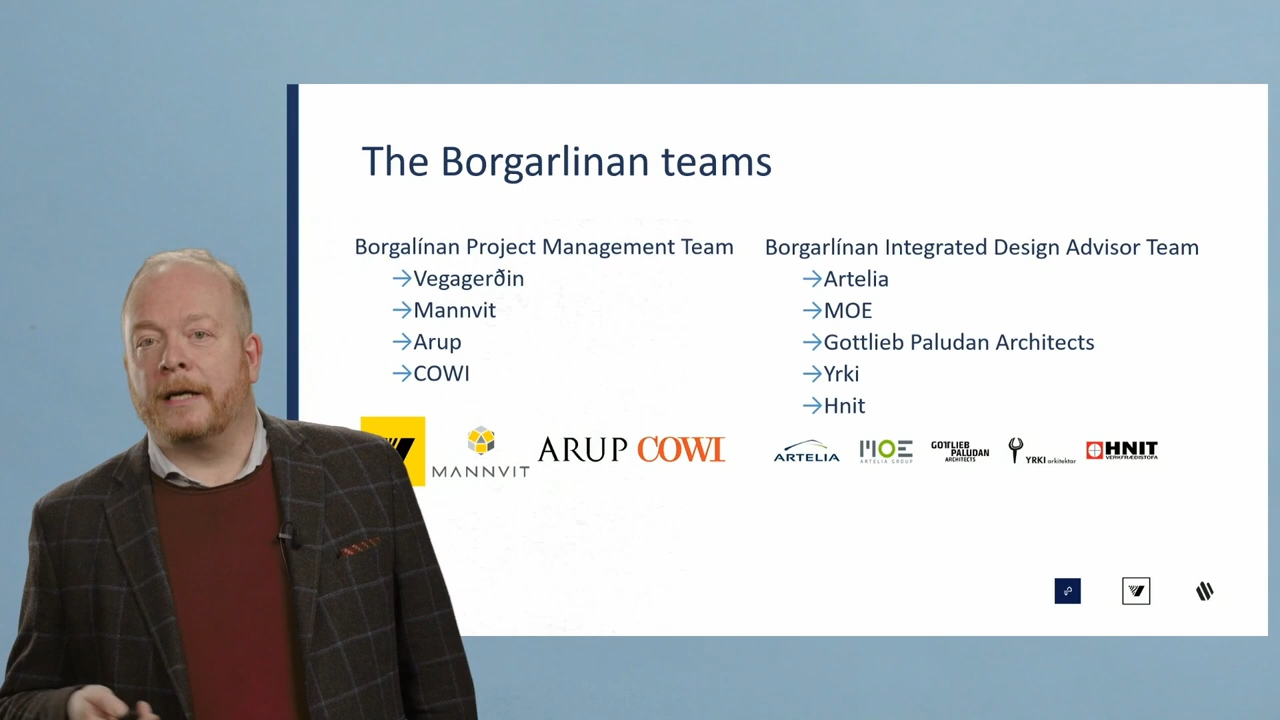 The Borgarlinan teams
Borgalínan Project Management Team
→Vegagerðin
→Mannvit
→Arup
→COWI
Borgarlínan Integrated Design Advisor Team
→Artelia
→MOE
→Gottlieb Paludan Architects
→Yrki
→Hnit
MANNVIT
ARUP
COWI
ARTELIA
MOE
ARTELIA GROUP
GOTTLIEB
PALUDAN
ARCHITECTS
YRKI arkitektar
HNIT
VERKFRÆÐISTOFA